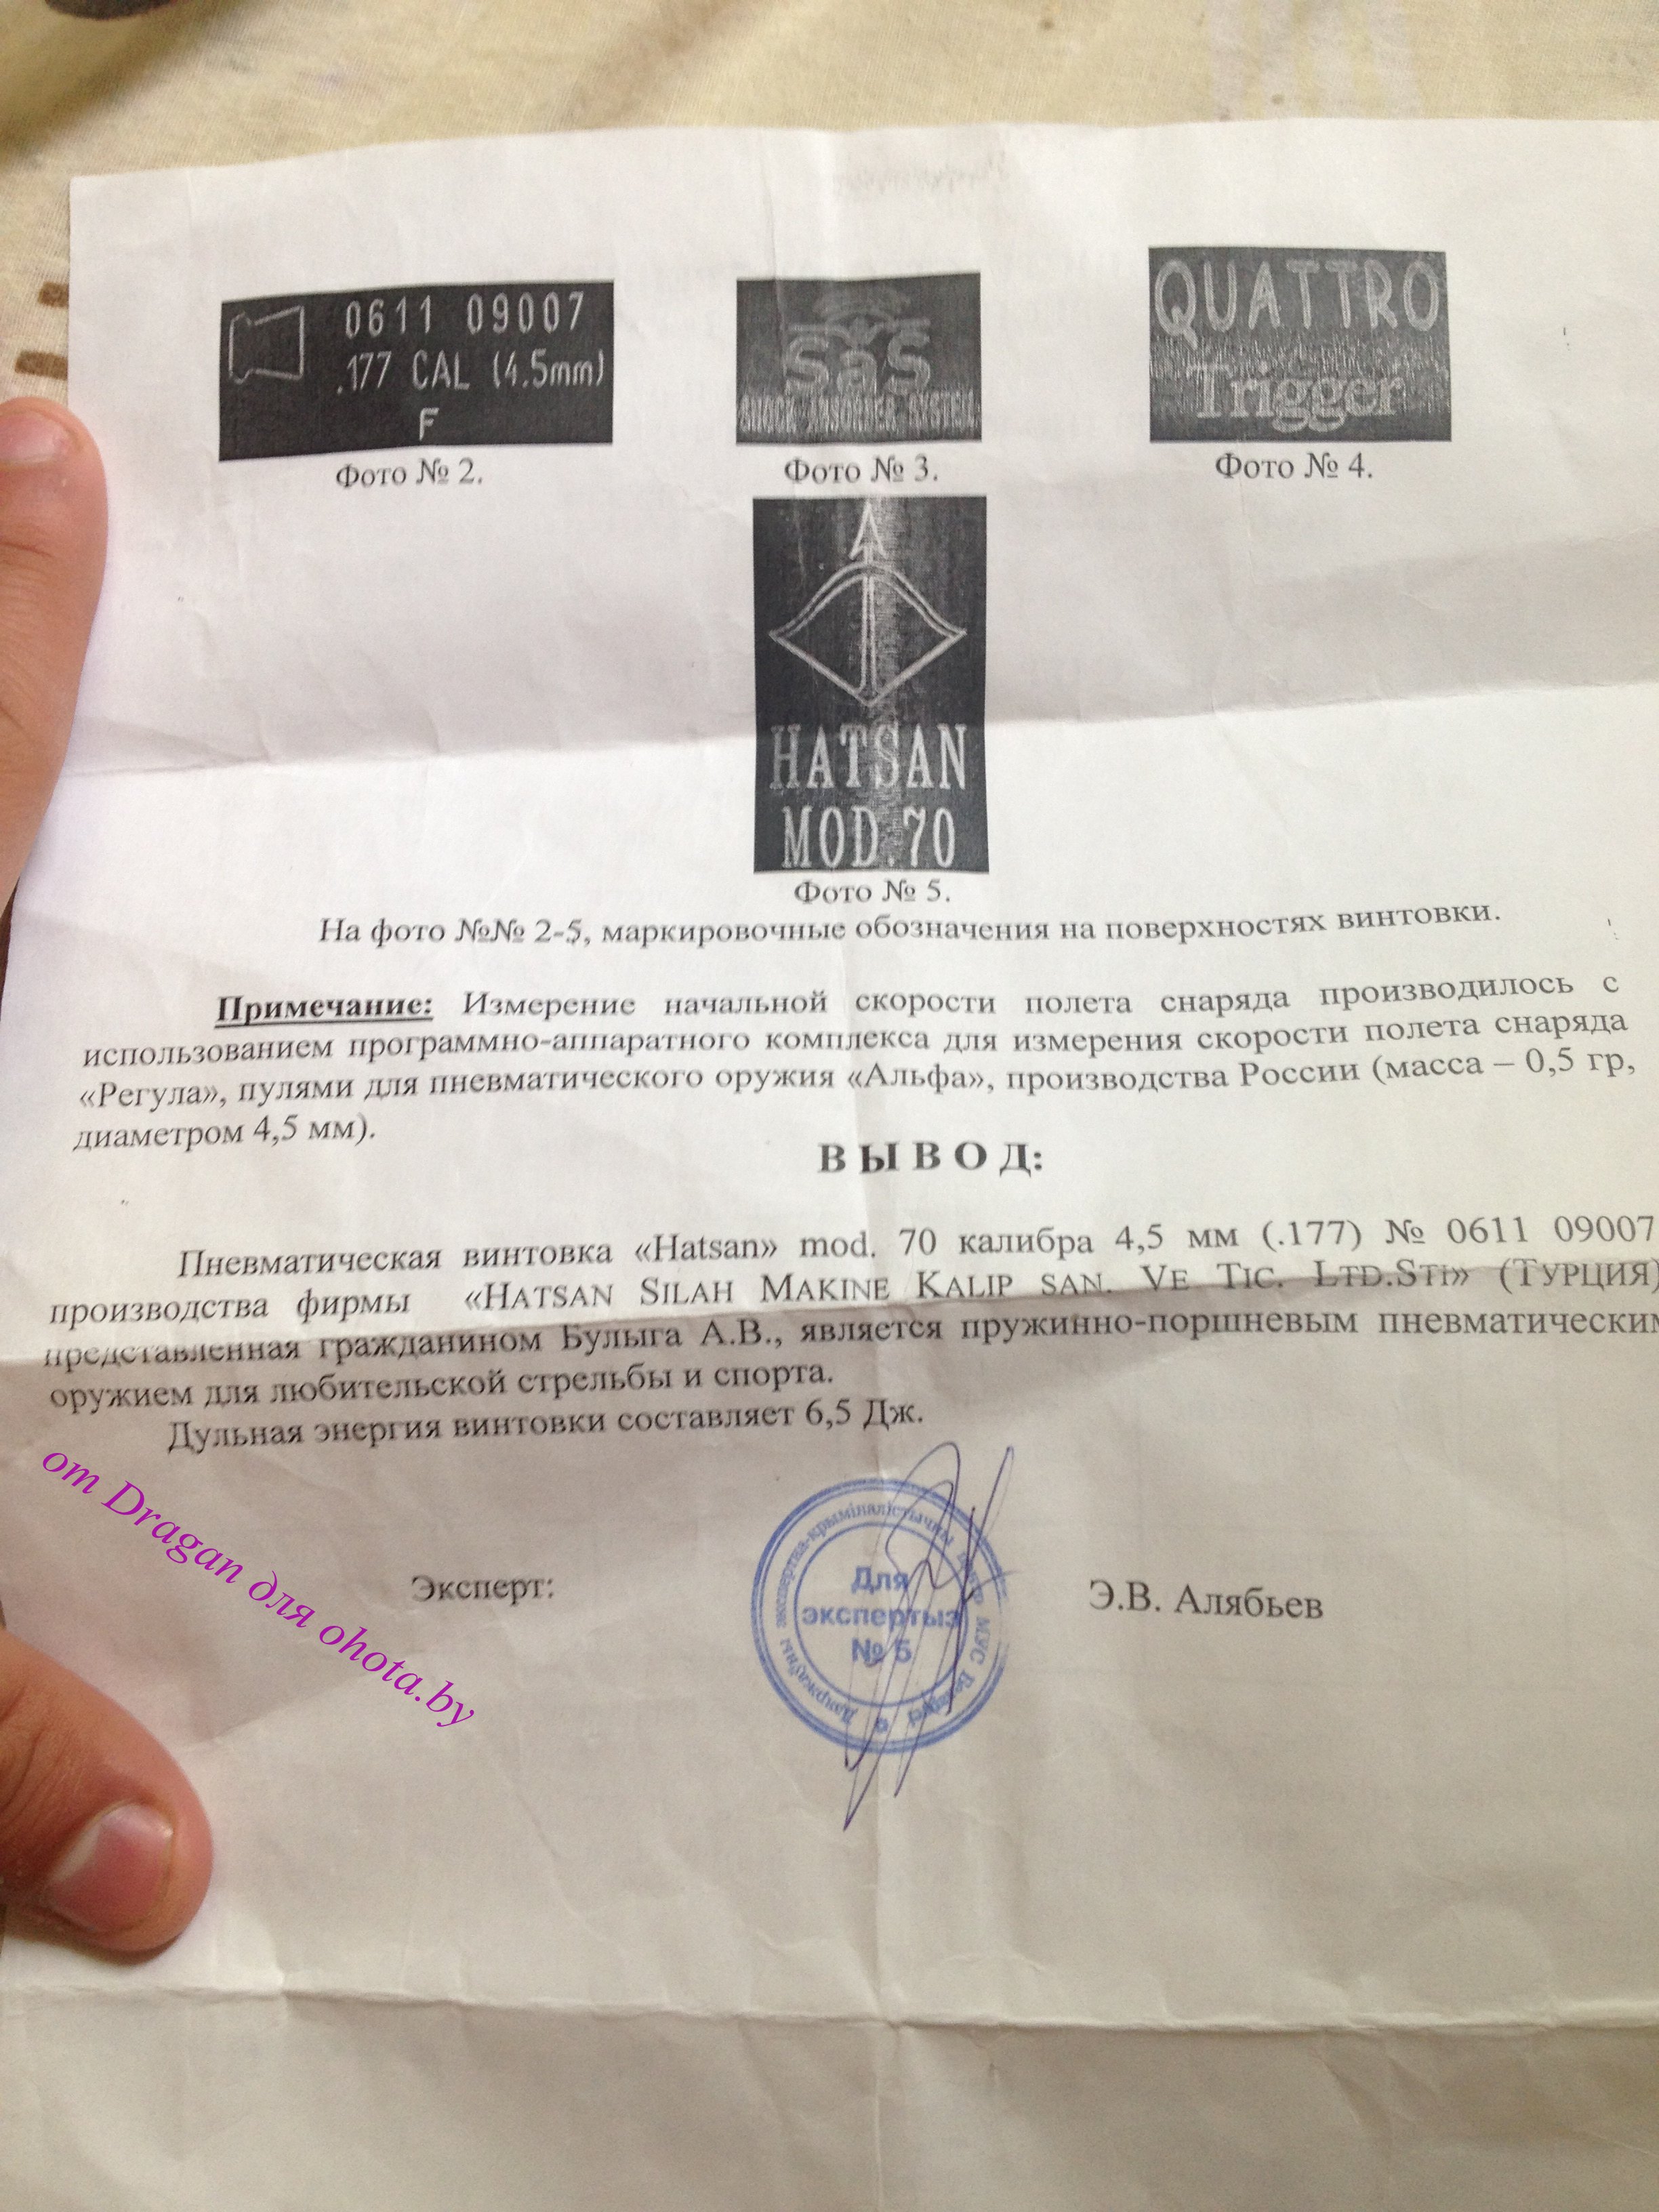 0611 09007
.177 CAL (4.5mm)
F
SaS
SHOCK ABSORBER SYSTEM
QUATTRO
Trigger
Фото № 2.
Фото № 3.
Фото № 4.
HATSAN
MOD.70
Фото № 5.
На фото №№ 2-5, маркировочные обозначения на поверхностях винтовки.
Примечание: Измерение начальной скорости полета снаряда производилось с
использованием программно-аппаратного комплекса для измерения скорости полета снаряда
«Регула», пулями для пневматического оружия «Альфа», производства России (масса – 0,5 гр,
диаметром 4,5 мм).
ВЫВОД:
Пневматическая винтовка «Hatsan» mod. 70 калибра 4,5 мм (.177) № 0611 09007
производства фирмы «HATSAN SILAH MAKINE KALIP SAN. VE TIC. LTD.STI» (ТУРЦИЯ)
представленная гражданином Булыга А.В., является пружинно-поршневым пневматическим
оружием для любительской стрельбы и спорта.
Дульная энергия винтовки составляет 6,5 Дж.
от Dragan для ohota.by
Эксперт:
Дзяржаўны экспертна-крыміналістычны МУС Беларусі
Для
экспертыз
№ 5
Э.В. Алябьев